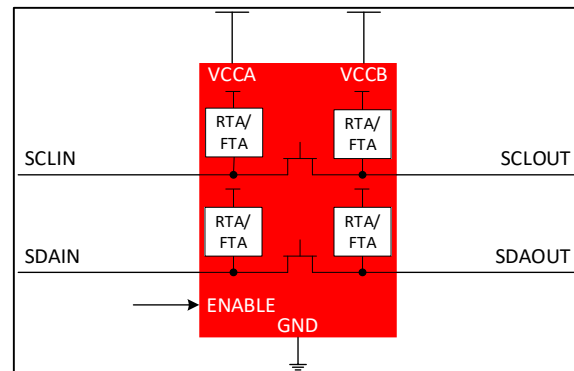 VCCA VCCB
RTA/ RTA/
FTA FTA
SCLIN SCLOUT
RTA/ RTA/
FTA FTA
SDAIN SDAOUT
ENABLE
GND